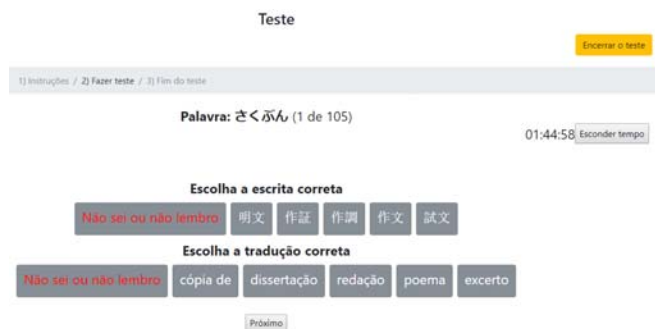 Teste
Encerrar o teste
1) Instruções / 2) Fazer teste / 3) Fim do teste
Palavra: さくぶん (1 de 105)
01:44:58 Esconder tempo
Escolha a escrita correta
Não sei ou não lembro 明文 作証 作調 作文 試文
Escolha a tradução correta
Não sei ou não lembro cópia de dissertação redação poema excerto
Próximo